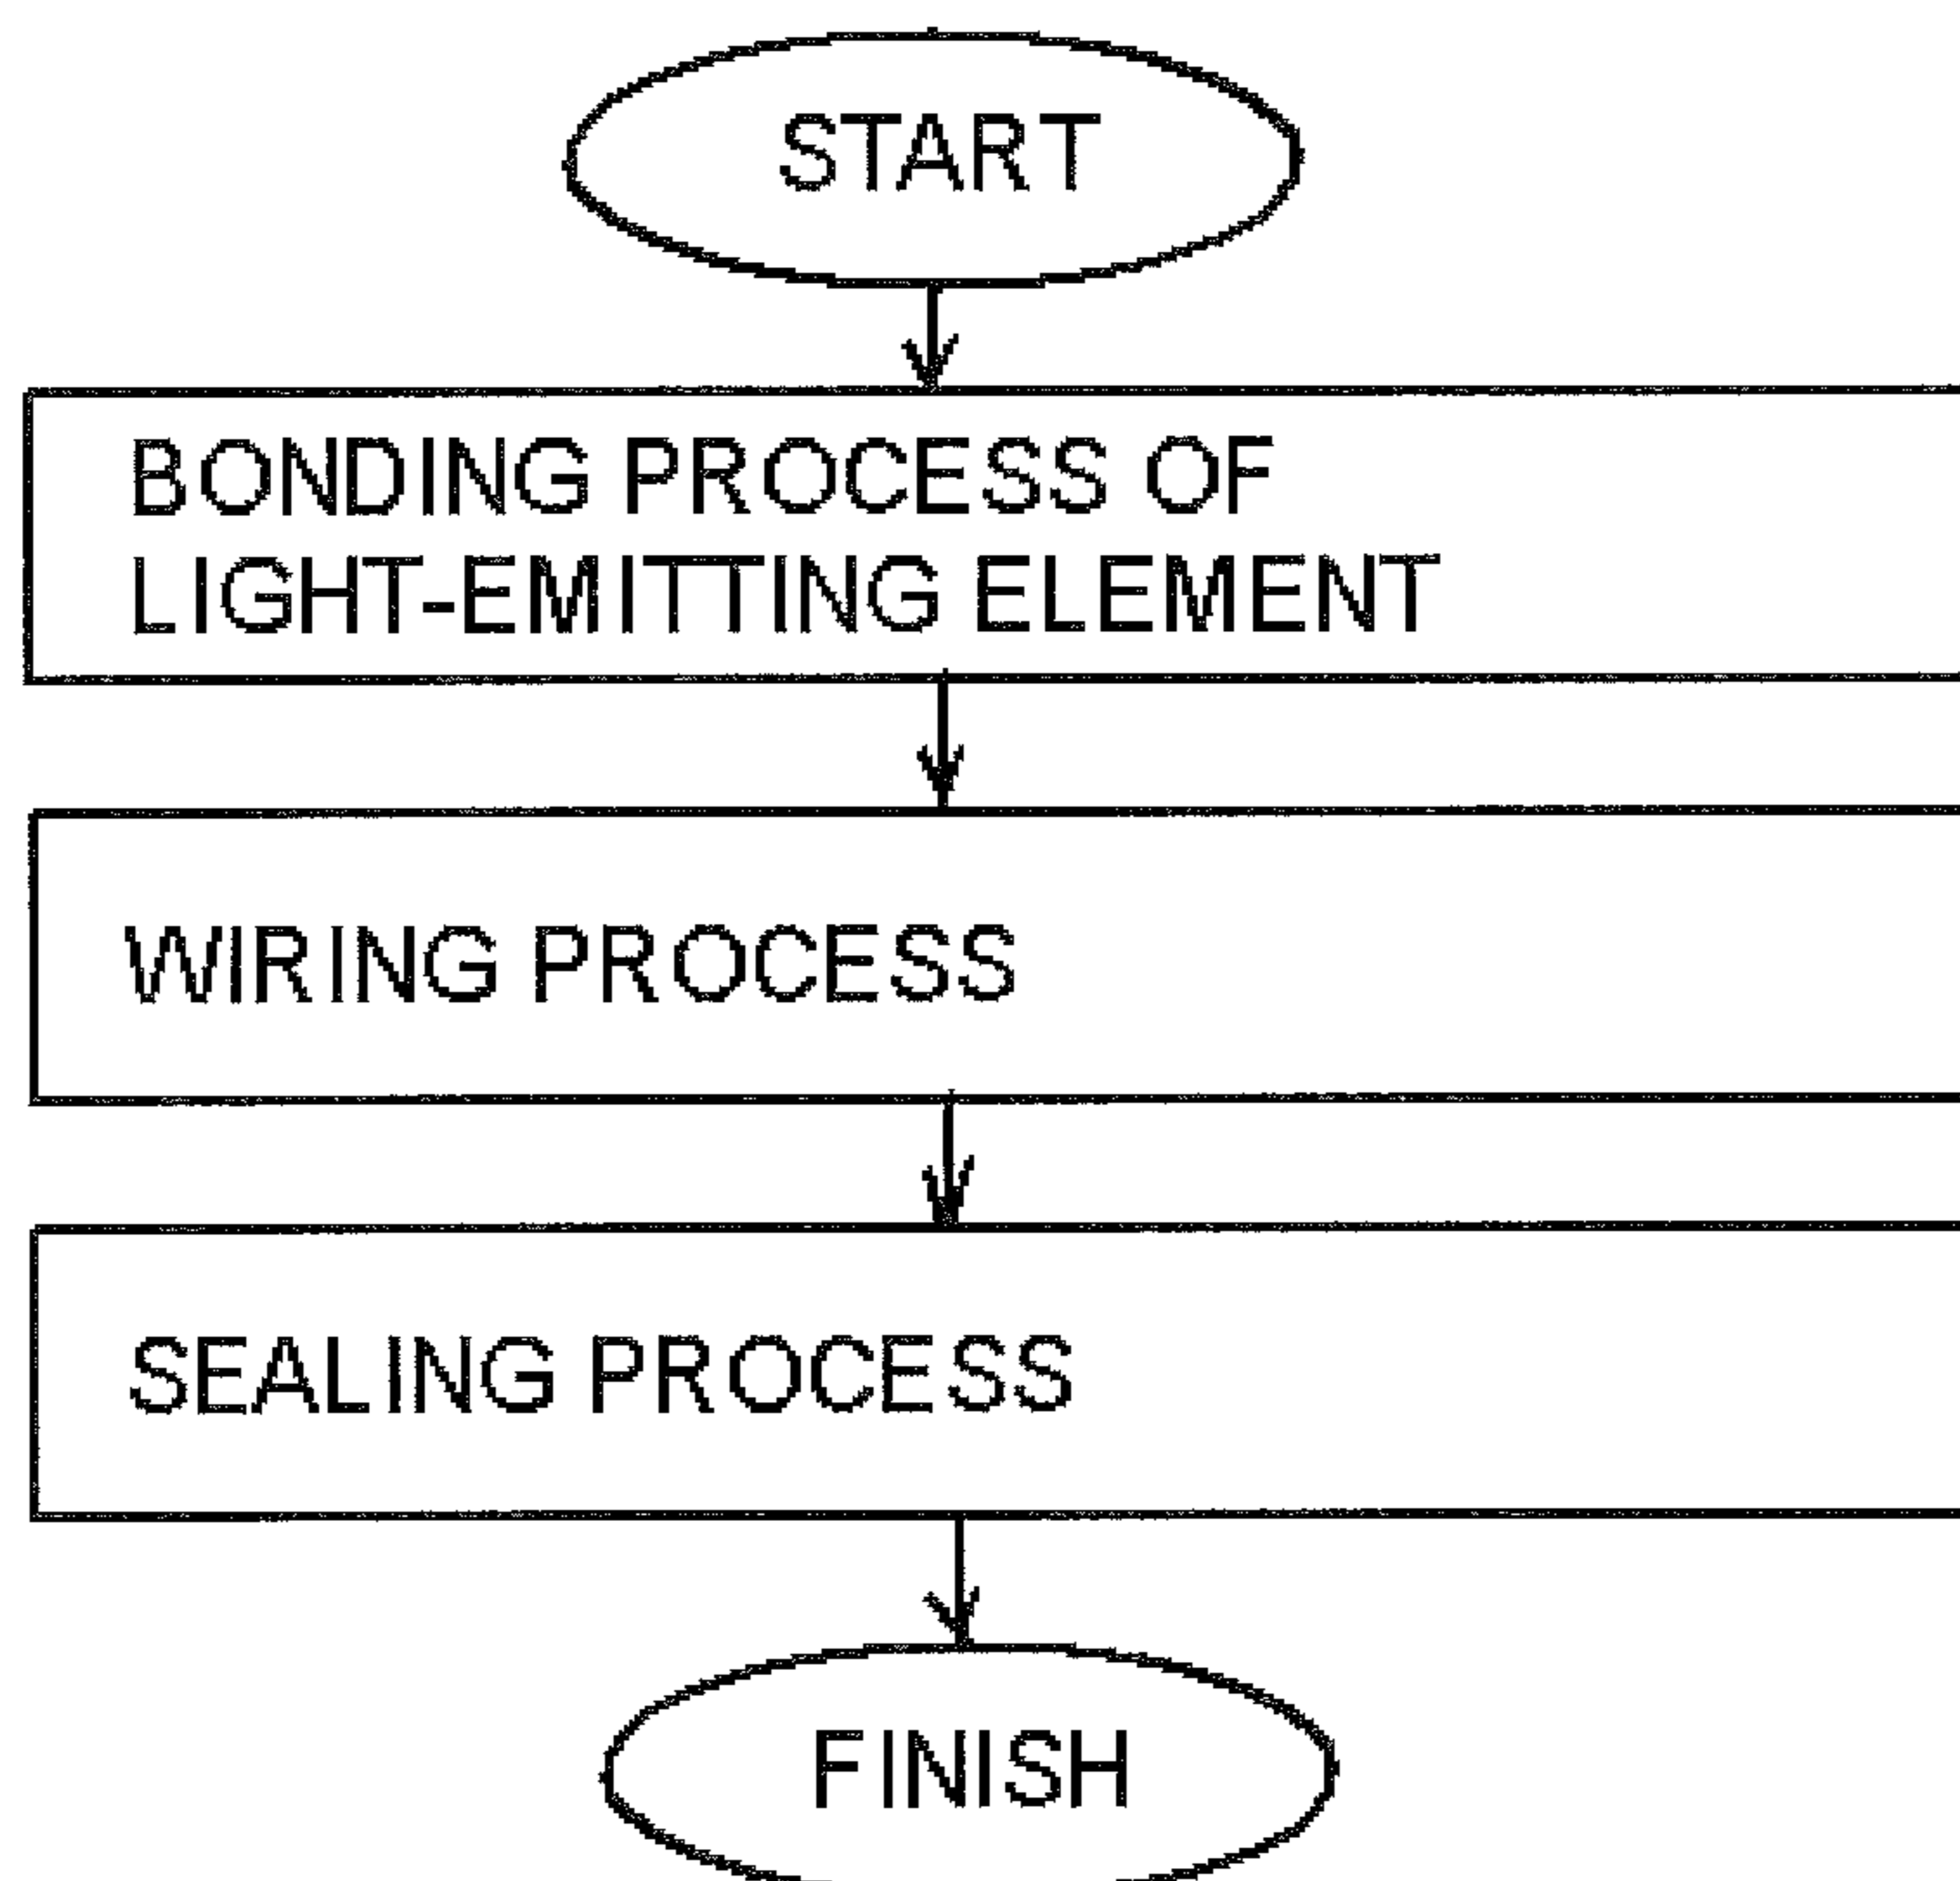 START
BONDING PROCESS OF
LIGHT-EMITTING ELEMENT
WIRING PROCESS
SEALING PROCESS
FINISH